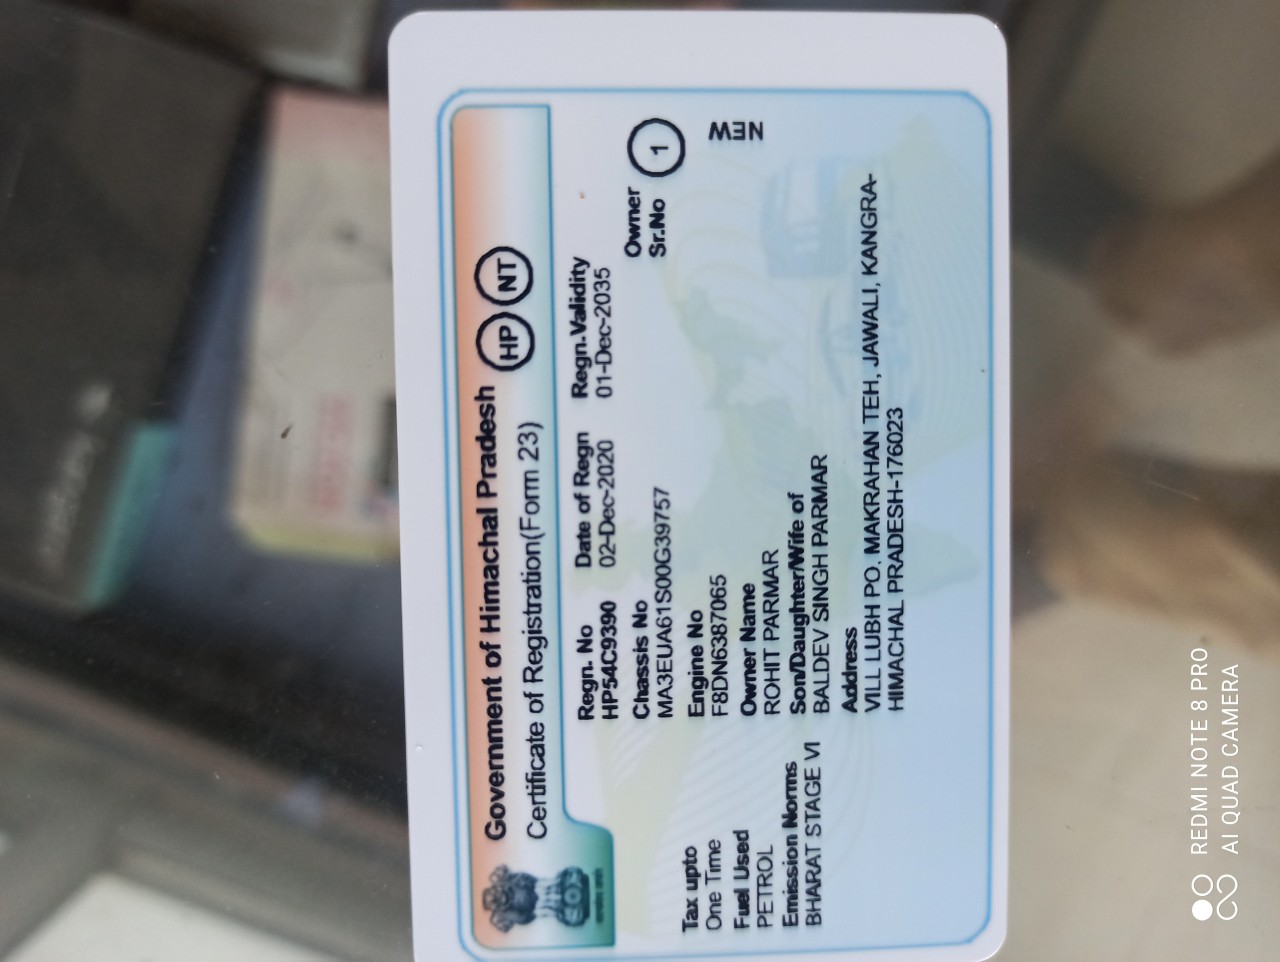 Government of Himachal Pradesh HP NT
Certificate of Registration(Form 23)
Regn. No Date of Regn Regn.Validity
HP54C9390 02-Dec-2020 01-Dec-2035
Chassis No Owner
MA3EUA61S00G39757 Sr.No 1
Tax upto Engine No
One Time F8DN6387065 NEW
Fuel Used Owner Name
PETROL ROHIT PARMAR
Emission Norms Son/Daughter/Wife of
BHARAT STAGE VI BALDEV SINGH PARMAR
Address
VILL LUBH PO. MAKRAHAN TEH, JAWALI, KANGRA-
HIMACHAL PRADESH-176023
REDMI NOTE 8 PRO
AI QUAD CAMERA